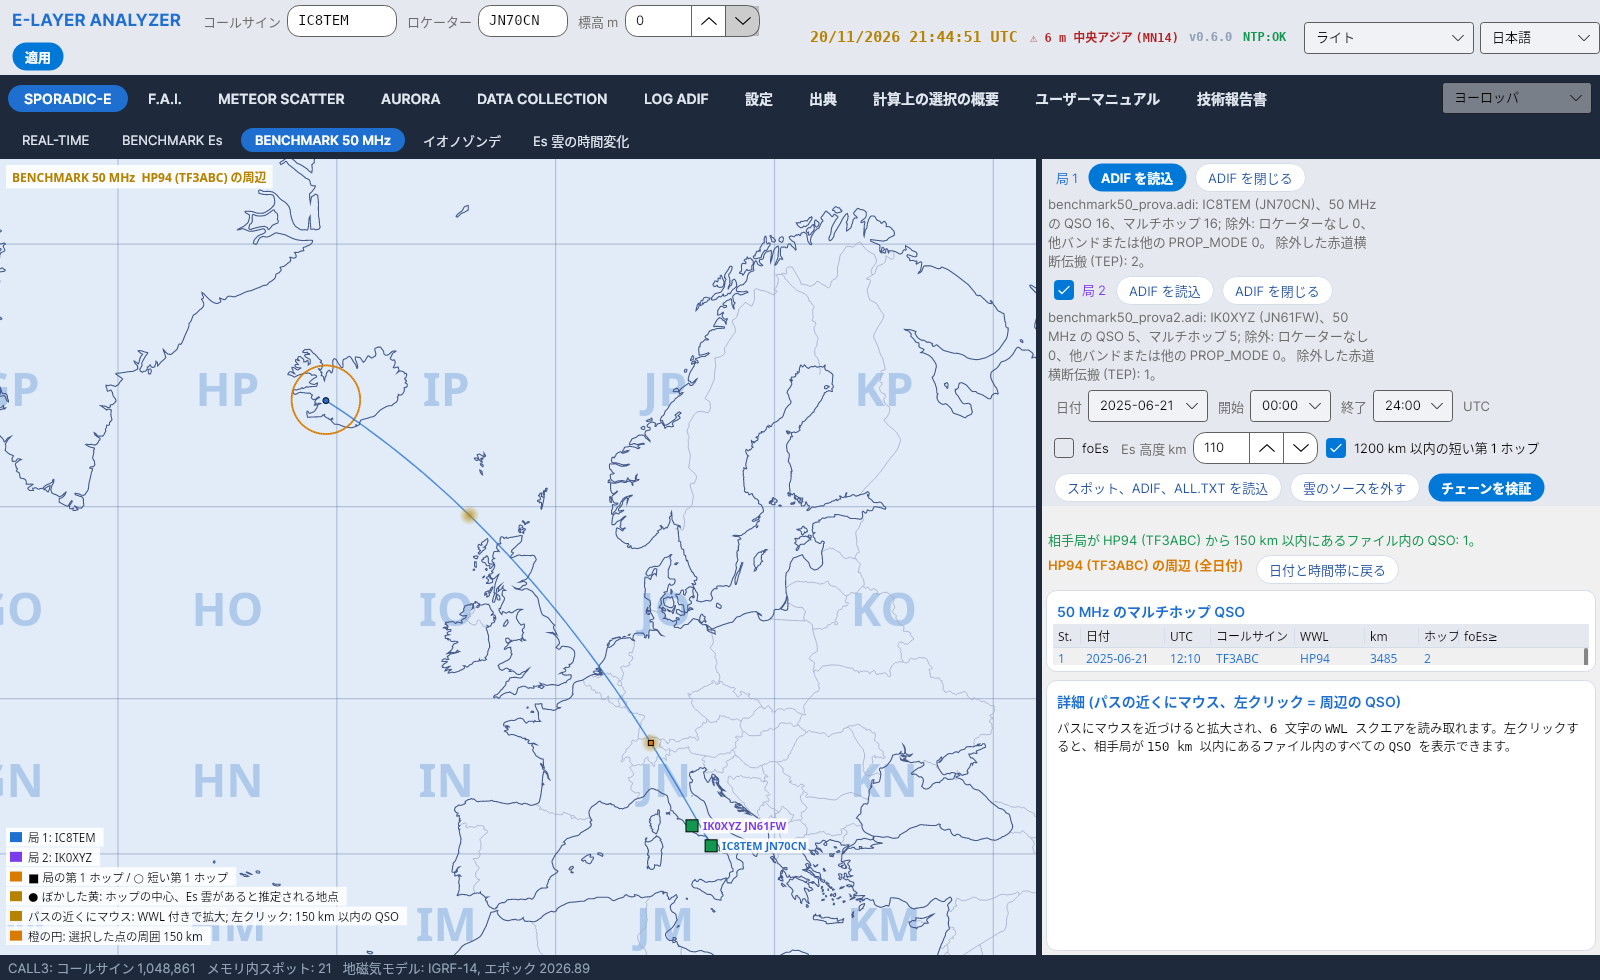 E-LAYER ANALYZER
コールサイン IC8TEM ロケーター JN70CN 標高 m 0
適用
20/11/2026 21:44:51 UTC ⚠ 6 m 中央アジア (MN14) v0.6.0 NTP:OK ライト 日本語
SPORADIC-E F.A.I. METEOR SCATTER AURORA DATA COLLECTION LOG ADIF 設定 出典 計算上の選択の概要 ユーザーマニュアル 技術報告書 ヨーロッパ
REAL-TIME BENCHMARK Es BENCHMARK 50 MHz イオノゾンデ Es 雲の時間変化
BENCHMARK 50 MHz HP94 (TF3ABC) の周辺
GP HP IP JP KP
GO HO IO JO KO
GN HN IN JN KN
IK0XYZ JN61FW
IC8TEM JN70CN
IM IM JM KM
局 1: IC8TEM
局 2: IK0XYZ
■ 局の第 1 ホップ / ○ 短い第 1 ホップ
● ぼかした黄: ホップの中心、Es 雲があると推定される地点
パスの近くにマウス: WWL 付きで拡大; 左クリック: 150 km 以内の QSO
橙の円: 選択した点の周囲 150 km
局 1 ADIF を読込 ADIF を閉じる
benchmark50_prova.adi: IC8TEM (JN70CN)、50 MHz
の QSO 16、マルチホップ 16; 除外: ロケーターなし 0、
他バンドまたは他の PROP_MODE 0。 除外した赤道横
断伝搬 (TEP): 2。
局 2 ADIF を読込 ADIF を閉じる
benchmark50_prova2.adi: IK0XYZ (JN61FW)、50
MHz の QSO 5、マルチホップ 5; 除外: ロケーターなし
0、他バンドまたは他の PROP_MODE 0。 除外した赤道
横断伝搬 (TEP): 1。
日付 2025-06-21 開始 00:00 終了 24:00 UTC
foEs Es 高度 km 110 1200 km 以内の短い第 1 ホップ
スポット、ADIF、ALL.TXT を読込 雲のソースを外す チェーンを検証
相手局が HP94 (TF3ABC) から 150 km 以内にあるファイル内の QSO: 1。
HP94 (TF3ABC) の周辺 (全日付) 日付と時間帯に戻る
50 MHz のマルチホップ QSO
St. 日付 UTC コールサイン WWL km ホップ foEs≥
1 2025-06-21 12:10 TF3ABC HP94 3485 2
詳細 (パスの近くにマウス、左クリック = 周辺の QSO)
パスにマウスを近づけると拡大され、6 文字の WWL スクエアを読み取れます。左クリックす
ると、相手局が 150 km 以内にあるファイル内のすべての QSO を表示できます。
CALL3: コールサイン 1,048,861 メモリ内スポット: 21 地磁気モデル: IGRF-14, エポック 2026.89